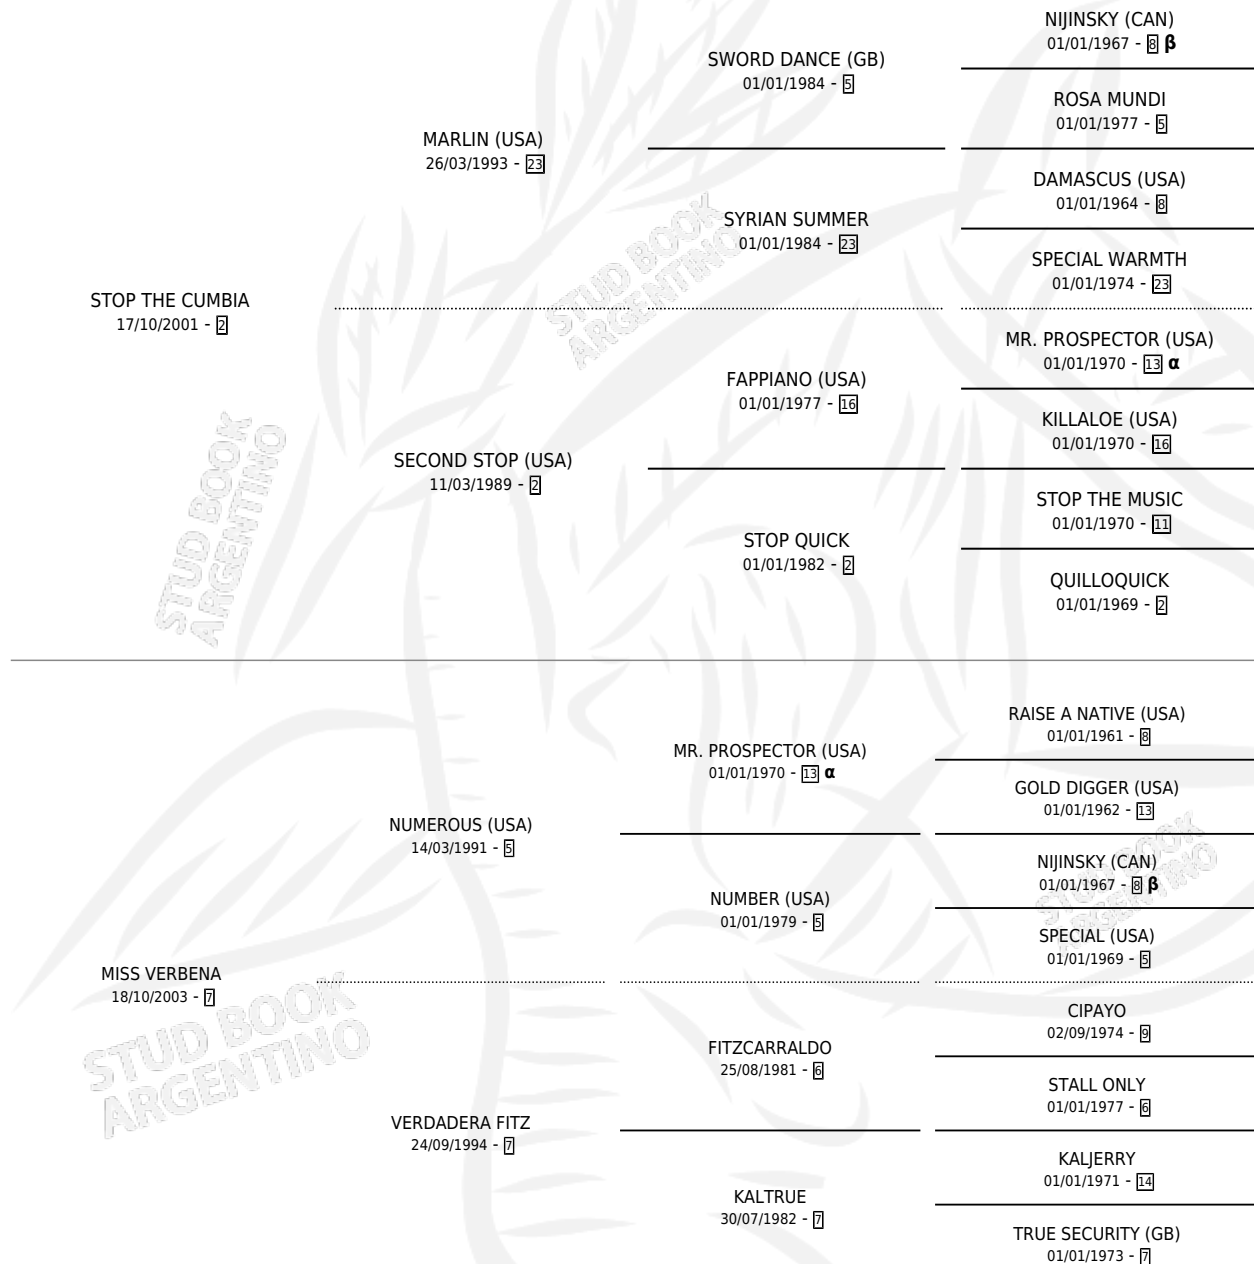 NIJINSKY (CAN)
01/01/1967 - 8 β
SWORD DANCE (GB)
01/01/1984 - 5
ROSA MUNDI
01/01/1977 - 5
MARLIN (USA)
26/03/1993 - 23
DAMASCUS (USA)
01/01/1964 - 8
SYRIAN SUMMER
01/01/1984 - 23
SPECIAL WARMTH
01/01/1974 - 23
STOP THE CUMBIA
17/10/2001 - 2
MR. PROSPECTOR (USA)
01/01/1970 - 13 α
FAPPIANO (USA)
01/01/1977 - 16
KILLALOE (USA)
01/01/1970 - 16
SECOND STOP (USA)
11/03/1989 - 2
STOP THE MUSIC
01/01/1970 - 11
STOP QUICK
01/01/1982 - 2
QUILLOQUICK
01/01/1969 - 2
RAISE A NATIVE (USA)
01/01/1961 - 8
MR. PROSPECTOR (USA)
01/01/1970 - 13 α
GOLD DIGGER (USA)
01/01/1962 - 13
NUMEROUS (USA)
14/03/1991 - 5
NIJINSKY (CAN)
01/01/1967 - 8 β
NUMBER (USA)
01/01/1979 - 5
SPECIAL (USA)
01/01/1969 - 5
MISS VERBENA
18/10/2003 - 7
CIPAYO
02/09/1974 - 9
FITZCARRALDO
25/08/1981 - 6
STALL ONLY
01/01/1977 - 6
VERDADERA FITZ
24/09/1994 - 7
KALJERRY
01/01/1971 - 14
KALTRUE
30/07/1982 - 7
TRUE SECURITY (GB)
01/01/1973 - 7
STUD BOOK
ARGENTINO
STUD BOOK
ARGENTINO
STUD BOOK
ARGENTINO
STUD BOOK
ARGENTINO